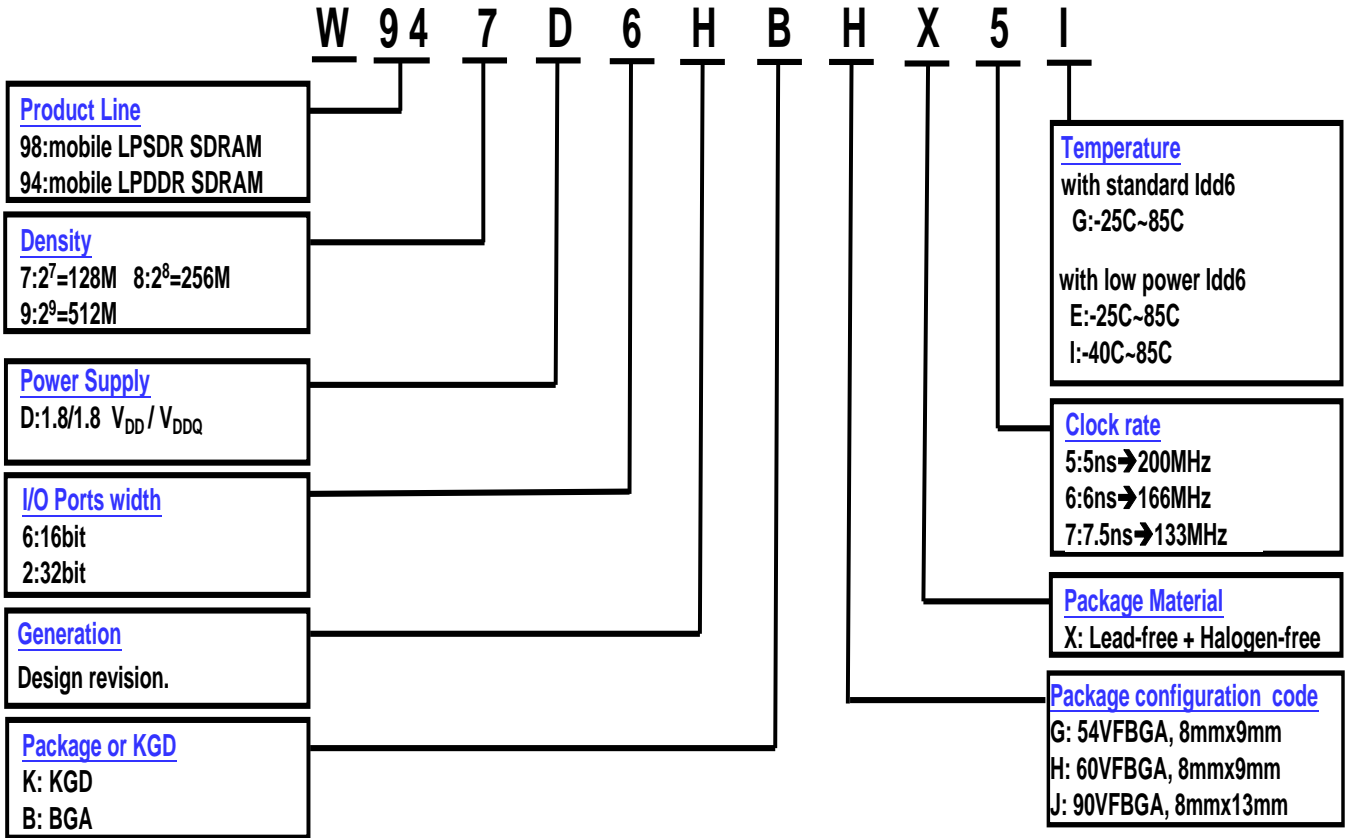 W 94 7 D 6 H B H X 5 I
Product Line
98:mobile LPSDR SDRAM
94:mobile LPDDR SDRAM
Density
7:2⁷=128M 8:2⁸=256M
9:2⁹=512M
Power Supply
D:1.8/1.8 VDD / VDDQ
I/O Ports width
6:16bit
2:32bit
Generation
Design revision.
Package or KGD
K: KGD
B: BGA
Temperature
with standard Idd6
G:-25C~85C
with low power Idd6
E:-25C~85C
I:-40C~85C
Clock rate
5:5ns➔200MHz
6:6ns➔166MHz
7:7.5ns➔133MHz
Package Material
X: Lead-free + Halogen-free
Package configuration code
G: 54VFBGA, 8mmx9mm
H: 60VFBGA, 8mmx9mm
J: 90VFBGA, 8mmx13mm